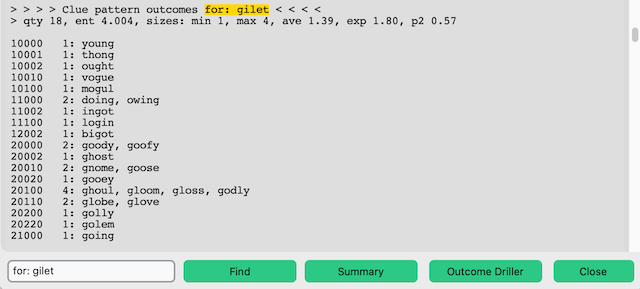 > > > > Clue pattern outcomes for: gilet < < < <
> qty 18, ent 4.004, sizes: min 1, max 4, ave 1.39, exp 1.80, p2 0.57
10000 1: young
10001 1: thong
10002 1: ought
10010 1: vogue
10100 1: mogul
11000 2: doing, owing
11002 1: ingot
11100 1: login
12002 1: bigot
20000 2: goody, goofy
20002 1: ghost
20010 2: gnome, goose
20020 1: gooey
20100 4: ghoul, gloom, gloss, godly
20110 2: globe, glove
20200 1: golly
20220 1: golem
21000 1: going
for: gilet Find Summary Outcome Driller Close